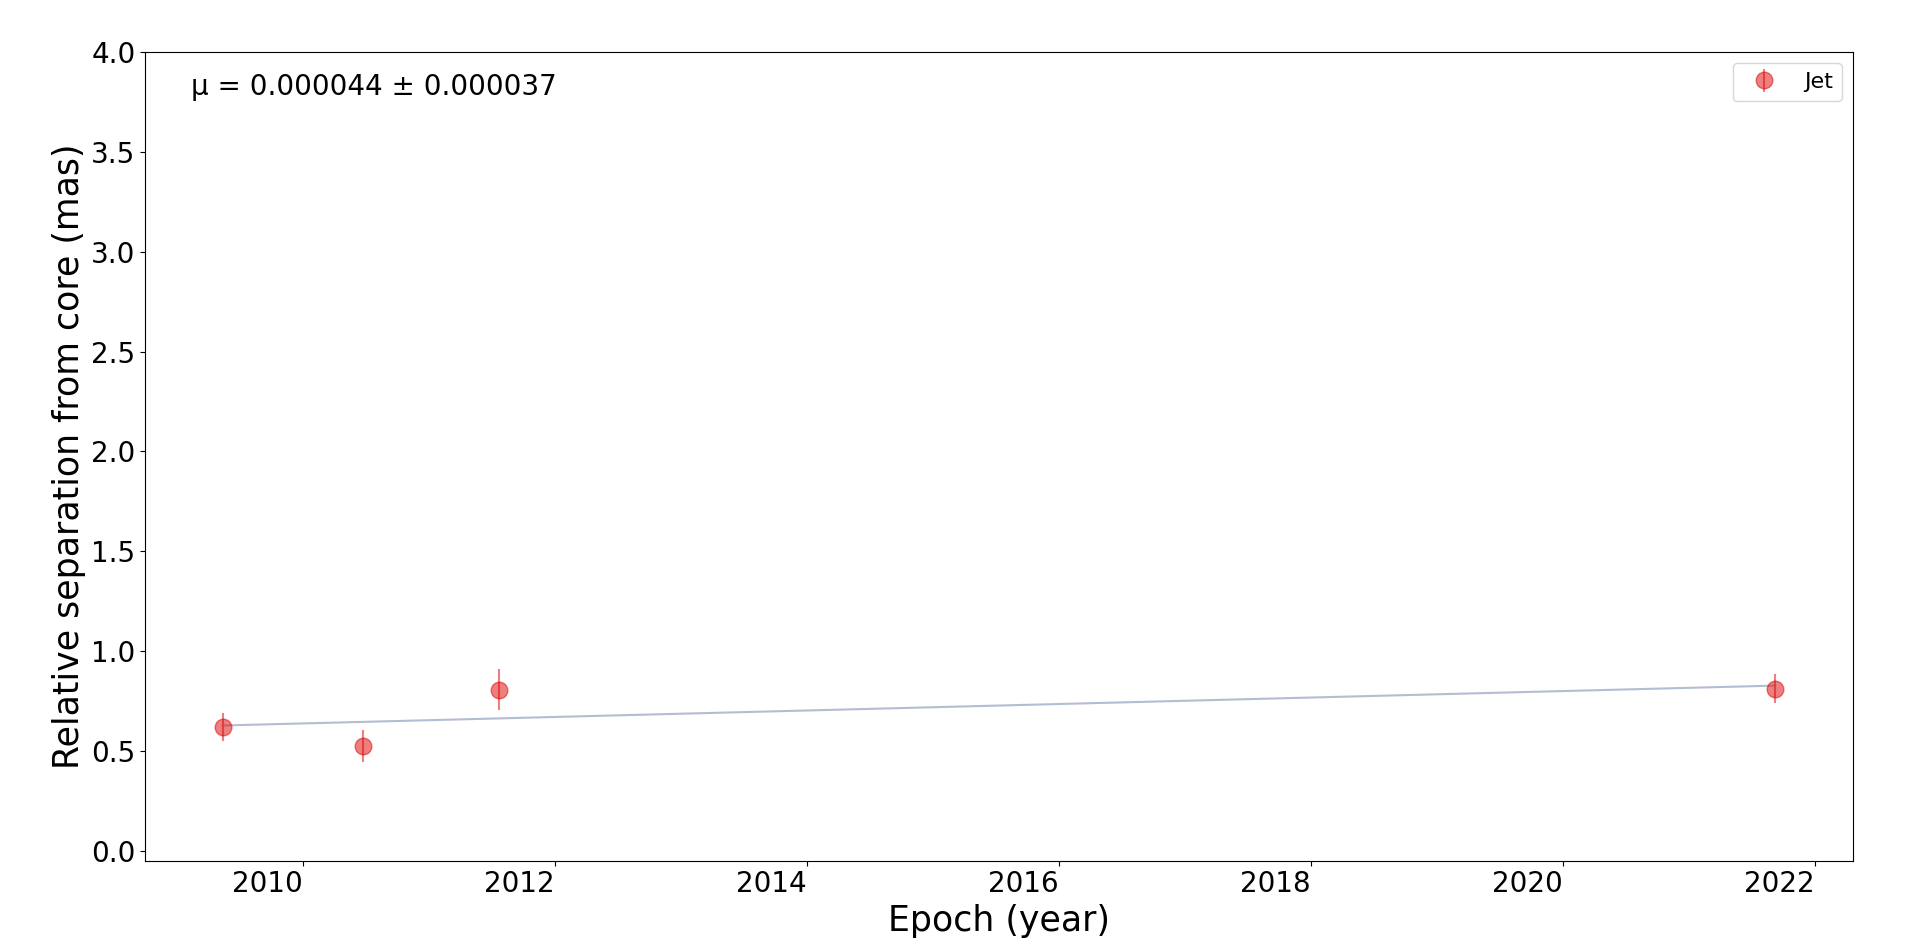 μ = 0.000044 ± 0.000037
Jet
Relative separation from core (mas)
4.0
3.5
3.0
2.5
2.0
1.5
1.0
0.5
0.0
2010 2012 2014 2016 2018 2020 2022
Epoch (year)